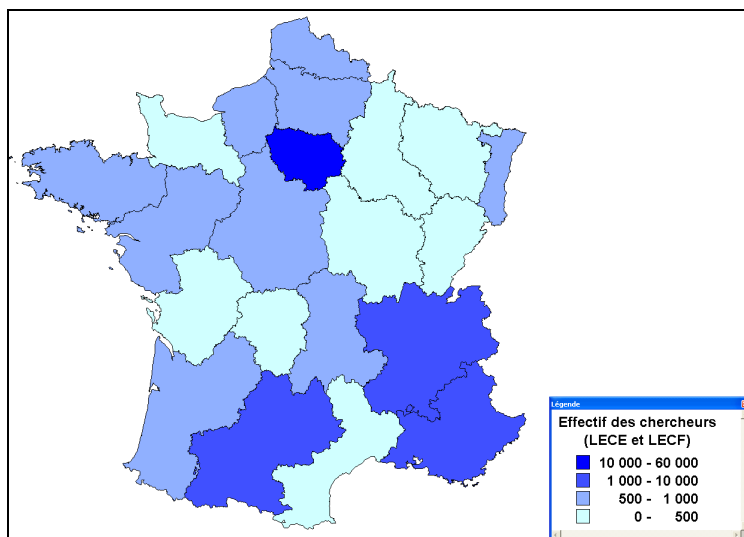 Légende
Effectif des chercheurs
(LECE et LECF)
10 000 - 60 000
1 000 - 10 000
500 - 1 000
0 - 500